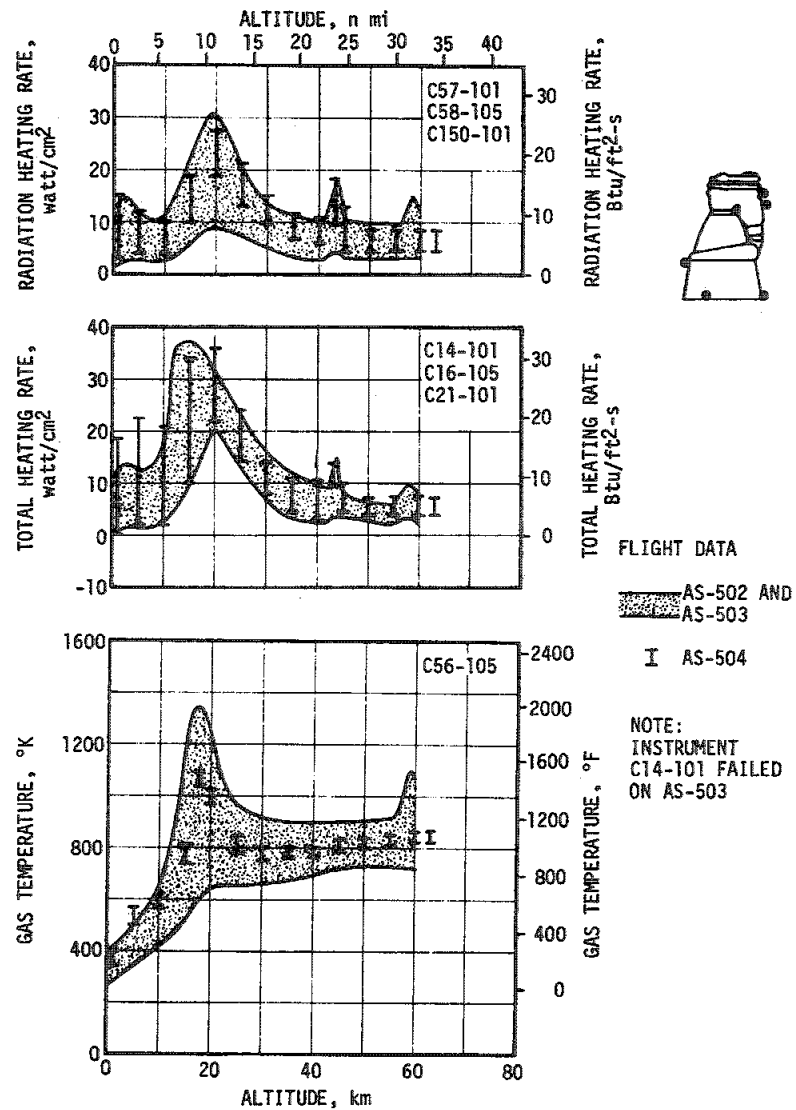 ALTITUDE, n mi
0 5 10 15 20 25 30 35 40
RADIATION HEATING RATE,
watt/cm2
40
30
20
10
0
C57-101
C58-105
C150-101
30
20
10
0
RADIATION HEATING RATE,
Btu/ft2-s
TOTAL HEATING RATE,
watt/cm2
40
30
20
10
0
-10
C14-101
C16-105
C21-101
30
20
10
0
TOTAL HEATING RATE,
Btu/ft2-s
FLIGHT DATA
AS-502 AND
AS-503
AS-504
NOTE:
INSTRUMENT
C14-101 FAILED
ON AS-503
GAS TEMPERATURE, °K
1600
1200
800
400
0
C56-105
2400
2000
1600
1200
800
400
0
GAS TEMPERATURE, °F
0 20 40 60 80
ALTITUDE, km